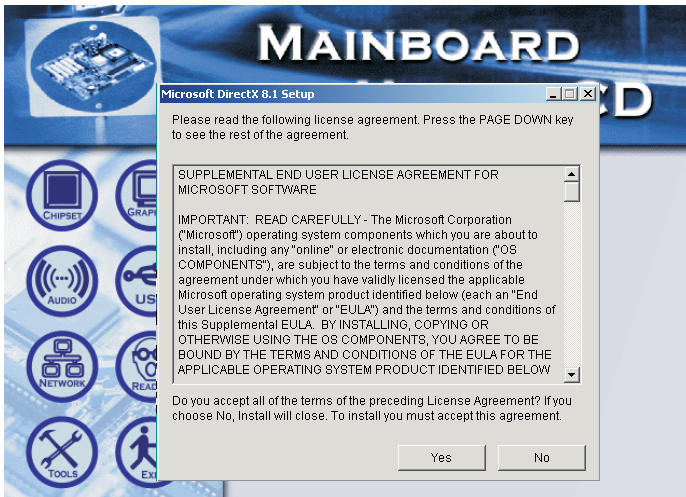 MAINBOARD
CD
Microsoft DirectX 8.1 Setup
Please read the following license agreement. Press the PAGE DOWN key
to see the rest of the agreement.
SUPPLEMENTAL END USER LICENSE AGREEMENT FOR
MICROSOFT SOFTWARE
IMPORTANT: READ CAREFULLY - The Microsoft Corporation
("Microsoft") operating system components which you are about to
install, including any "online" or electronic documentation ("OS
COMPONENTS"), are subject to the terms and conditions of the
agreement under which you have validly licensed the applicable
Microsoft operating system product identified below (each an "End
User License Agreement" or "EULA") and the terms and conditions of
this Supplemental EULA. BY INSTALLING, COPYING OR
OTHERWISE USING THE OS COMPONENTS, YOU AGREE TO BE
BOUND BY THE TERMS AND CONDITIONS OF THE EULA FOR THE
APPLICABLE OPERATING SYSTEM PRODUCT IDENTIFIED BELOW
Do you accept all of the terms of the preceding License Agreement? If you
choose No, Install will close. To install you must accept this agreement.
Yes
No
CHIPSET
GRAP
AUDIO
US
NETWORK
READ
TOOLS
EX